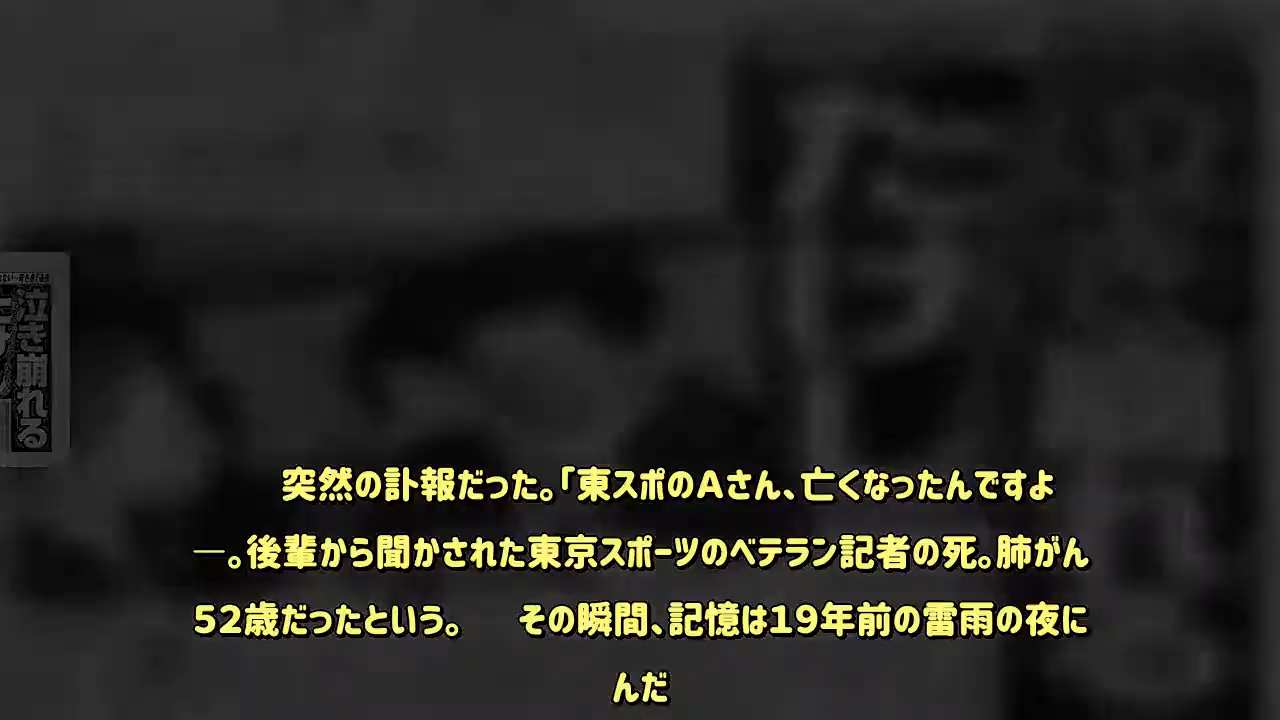 泣き崩れる
突然の訃報だった。「東スポのAさん、亡くなったんですよ
―。後輩から聞かされた東京スポーツのベテラン記者の死。肺がん
52歳だったという。　その瞬間、記憶は19年前の雷雨の夜に
んだ